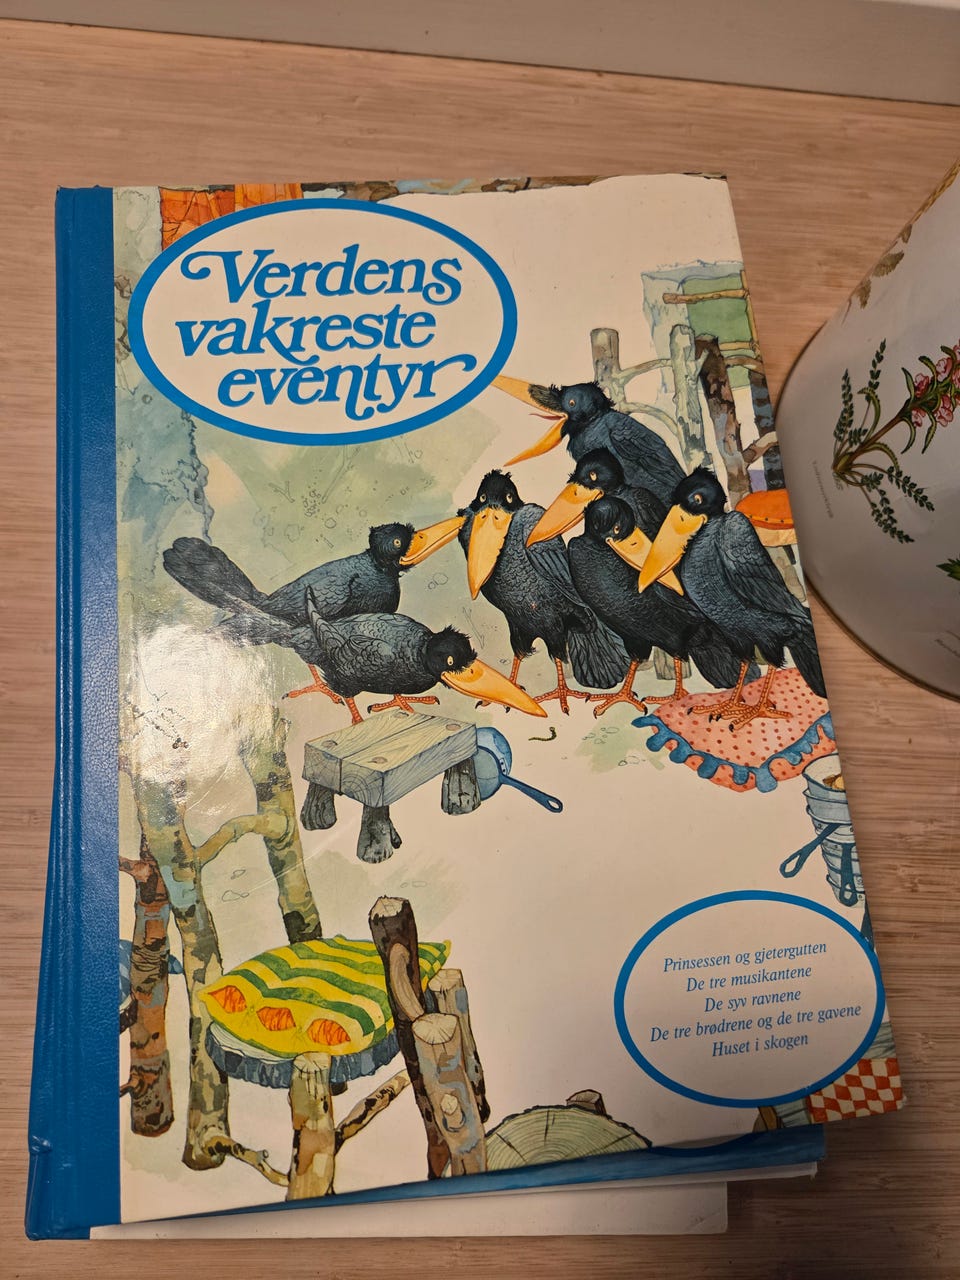 Verdens
vakreste
eventyr
Prinsessen og gjetergutten
De tre musikantene
De syv ravnene
De tre brødrene og de tre gavene
Huset i skogen